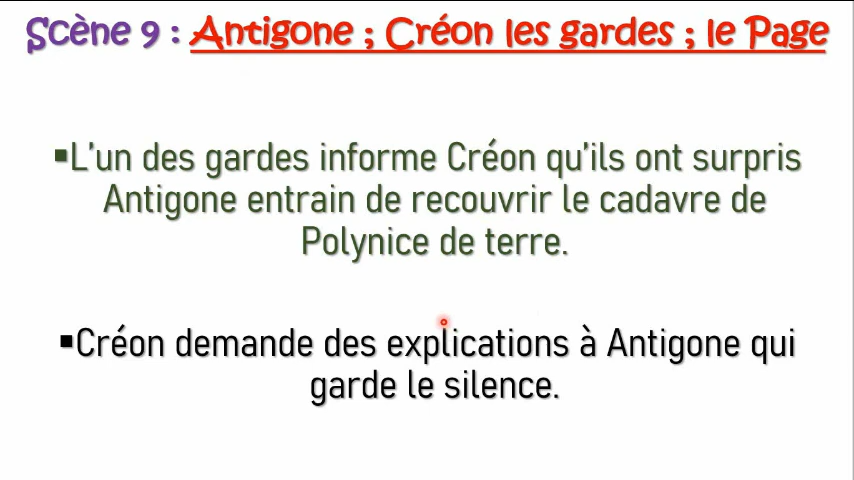 Scène 9 : Antigone ; Créon les gardes ; le Page
▪L'un des gardes informe Créon qu'ils ont surpris
Antigone entrain de recouvrir le cadavre de
Polynice de terre.
▪Créon demande des explications à Antigone qui
garde le silence.